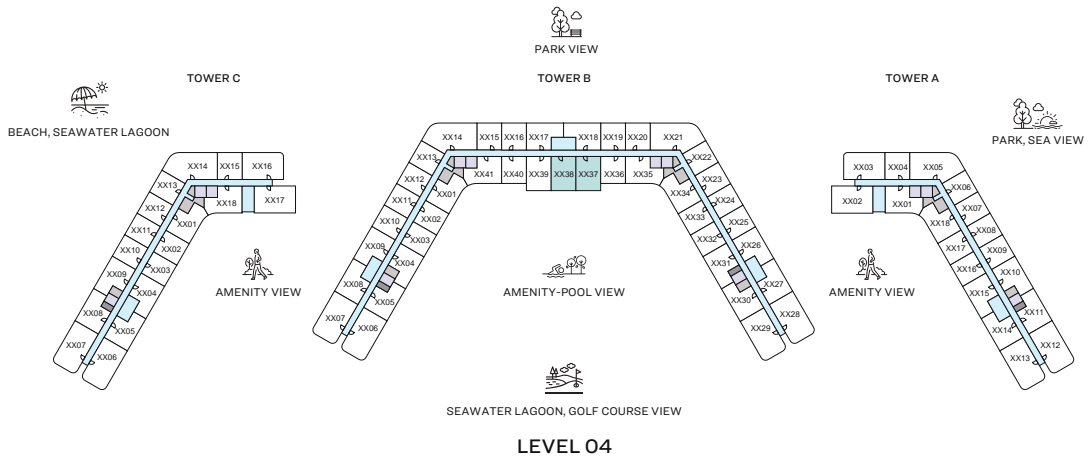 PARK VIEW
TOWER C
TOWER B
TOWER A
BEACH, SEAWATER LAGOON
PARK, SEA VIEW
XX14
XX15
XX16
XX13
XX12
XX11
XX10
XX09
XX08
XX07
XX06
XX05
XX04
XX03
XX02
XX01
XX18
XX17
AMENITY VIEW
XX14
XX15
XX16
XX17
XX18
XX19
XX20
XX21
XX13
XX12
XX11
XX10
XX09
XX08
XX07
XX06
XX05
XX04
XX03
XX02
XX01
XX41
XX40
XX39
XX38
XX37
XX36
XX35
XX22
XX23
XX24
XX25
XX26
XX27
XX28
XX29
XX30
XX31
XX32
XX33
XX34
AMENITY-POOL VIEW
XX03
XX04
XX05
XX02
XX01
XX06
XX07
XX08
XX09
XX10
XX11
XX12
XX13
XX14
XX15
XX16
XX17
XX18
AMENITY VIEW
SEAWATER LAGOON, GOLF COURSE VIEW
LEVEL 04